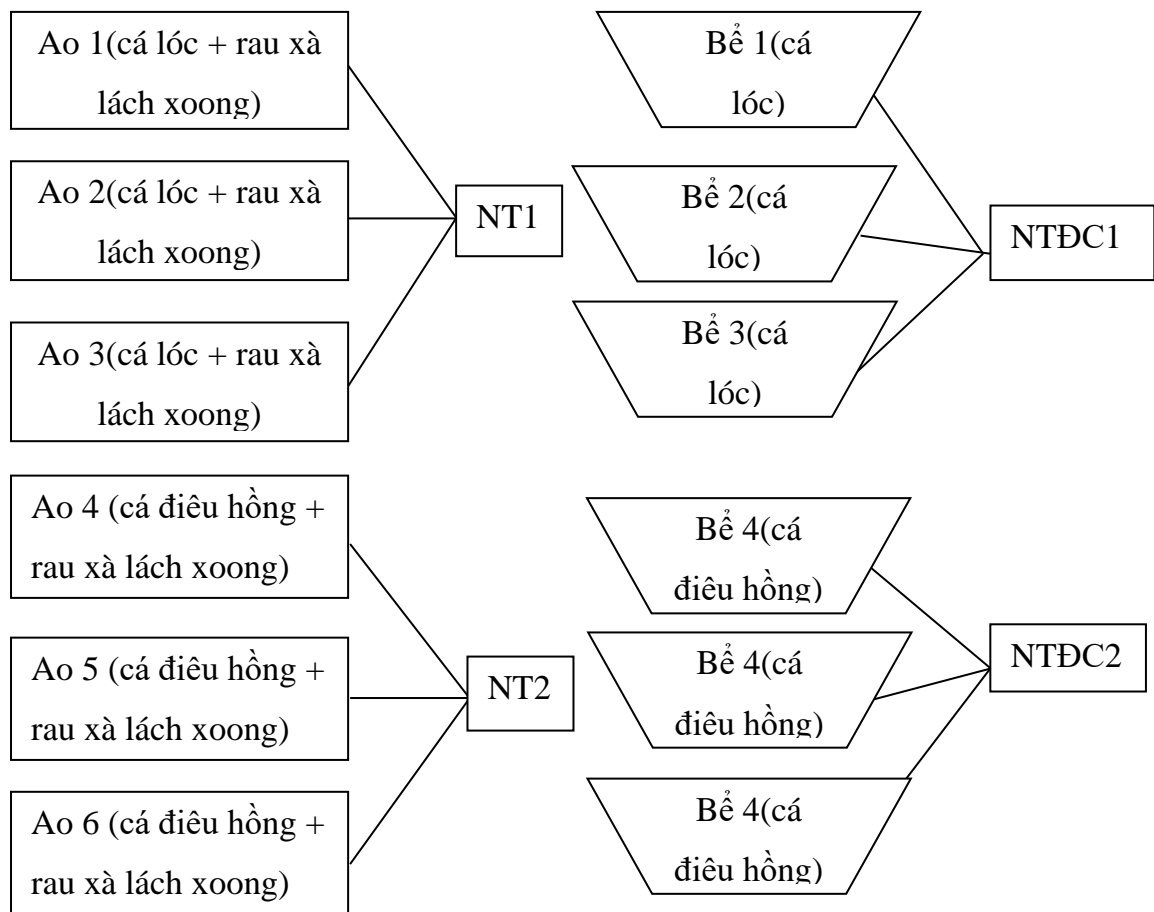 Ao 1(cá lóc + rau xà
lách xoong)
Ao 2(cá lóc + rau xà
lách xoong)
Ao 3(cá lóc + rau xà
lách xoong)
NT1
Bể 1(cá
lóc)
Bể 2(cá
lóc)
Bể 3(cá
lóc)
NTĐC1
Ao 4 (cá điêu hồng +
rau xà lách xoong)
Ao 5 (cá điêu hồng +
rau xà lách xoong)
Ao 6 (cá điêu hồng +
rau xà lách xoong)
NT2
Bể 4(cá
điêu hồng)
Bể 4(cá
điêu hồng)
Bể 4(cá
điêu hồng)
NTĐC2